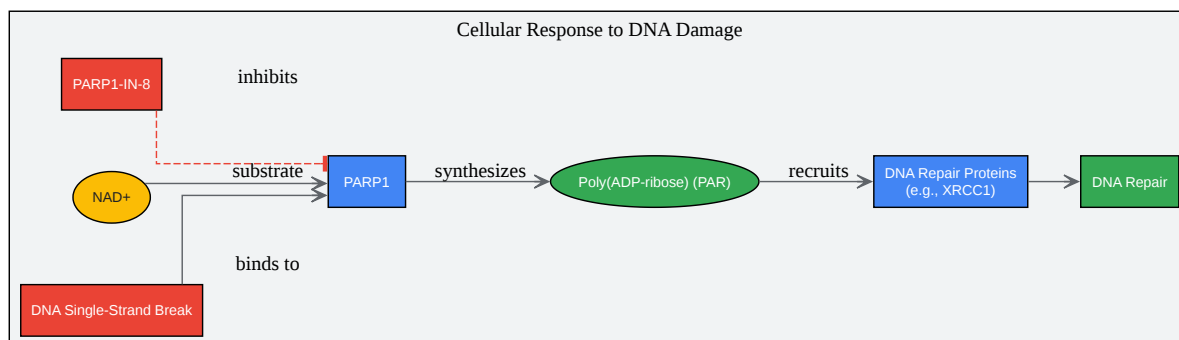 Cellular Response to DNA Damage
PARP1-IN-8
inhibits
substrate
NAD+
PARP1
synthesizes
Poly(ADP-ribose) (PAR)
recruits
DNA Repair Proteins
(e.g., XRCC1)
DNA Repair
binds to
DNA Single-Strand Break